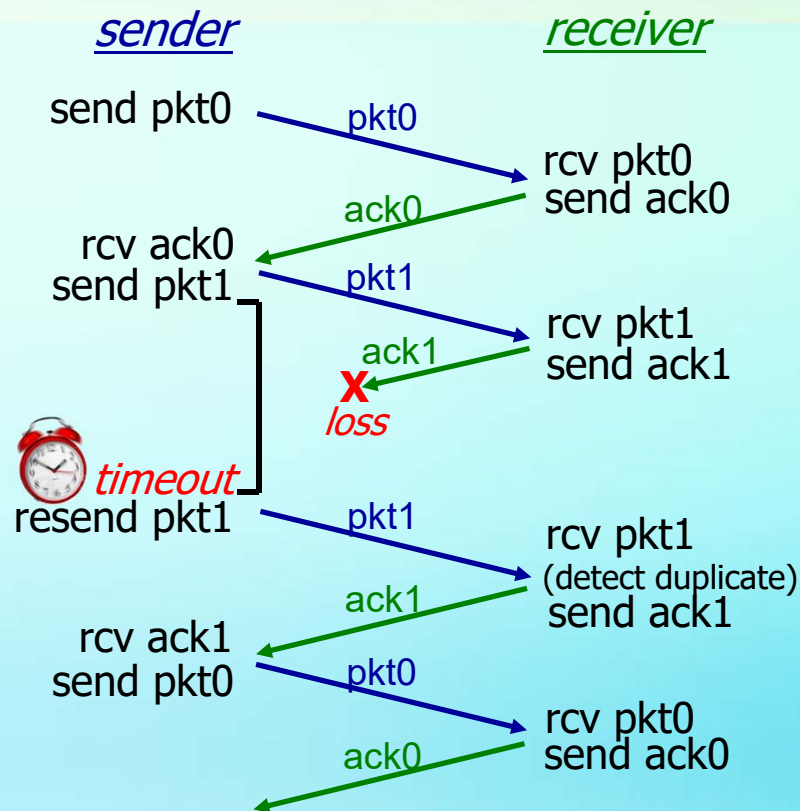 sender
receiver
send pkt0
pkt0
rcv pkt0
send ack0
ack0
rcv ack0
send pkt1
pkt1
rcv pkt1
send ack1
ack1
X
loss
timeout
resend pkt1
pkt1
rcv pkt1
(detect duplicate)
send ack1
ack1
rcv ack1
send pkt0
pkt0
rcv pkt0
send ack0
ack0